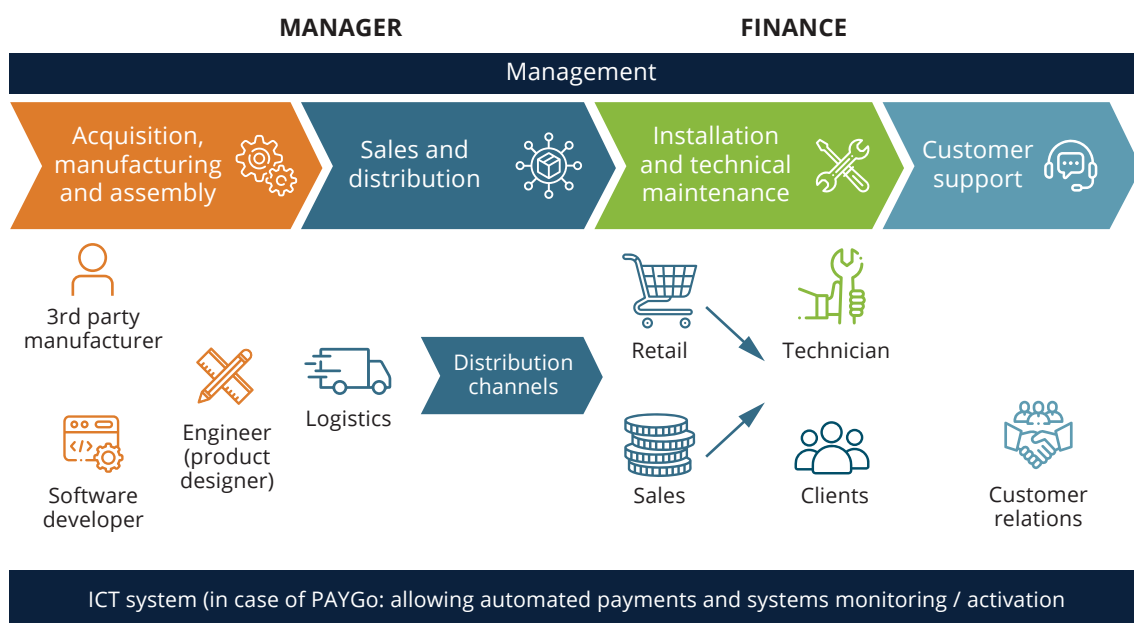 MANAGER
FINANCE
Management
Acquisition,
manufacturing
and assembly
Sales and
distribution
Installation
and technical
maintenance
Customer
support
3rd party
manufacturer
Software
developer
Engineer
(product
designer)
Logistics
Distribution
channels
Retail
Sales
Technician
Clients
Customer
relations
ICT system (in case of PAYGo: allowing automated payments and systems monitoring / activation